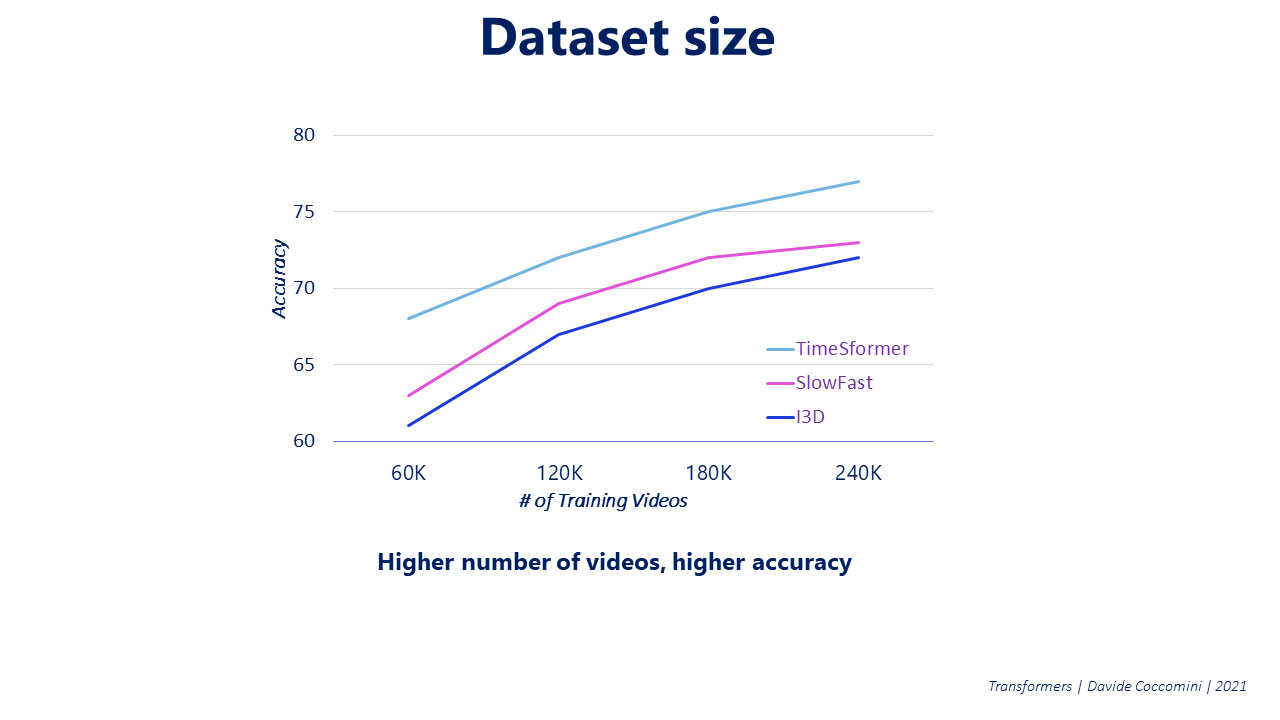 Dataset size
80
75
70
65
60
Accuracy
TimeSformer
SlowFast
I3D
60K 120K 180K 240K
# of Training Videos
Higher number of videos, higher accuracy
Transformers | Davide Coccomini | 2021